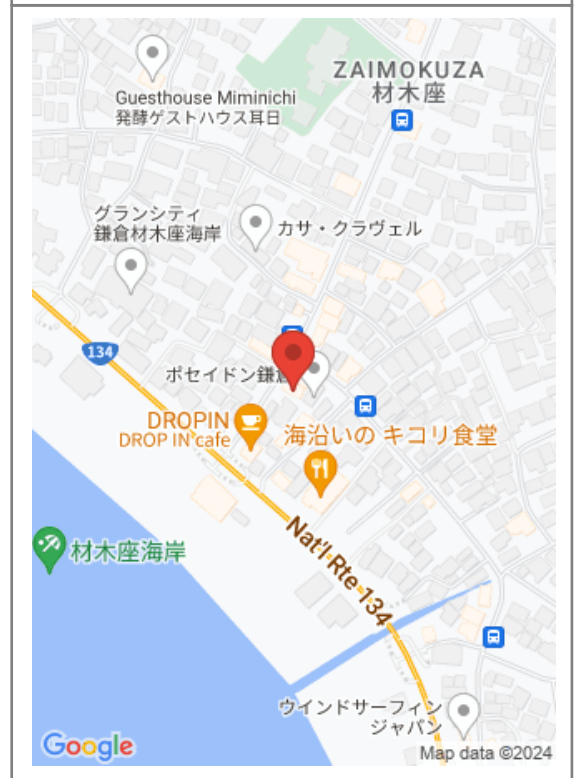 ZAIMOKUZA
材木座
Guesthouse Miminichi
発酵ゲストハウス耳日
グランシティ
鎌倉材木座海岸
カサ・クラヴェル
134
ポセイドン鎌倉
DROPIN
DROP IN cafe
海沿いの キコリ食堂
Nat'l Rte 134
材木座海岸
ウインドサーフィン
ジャパン
Google
Map data ©2024